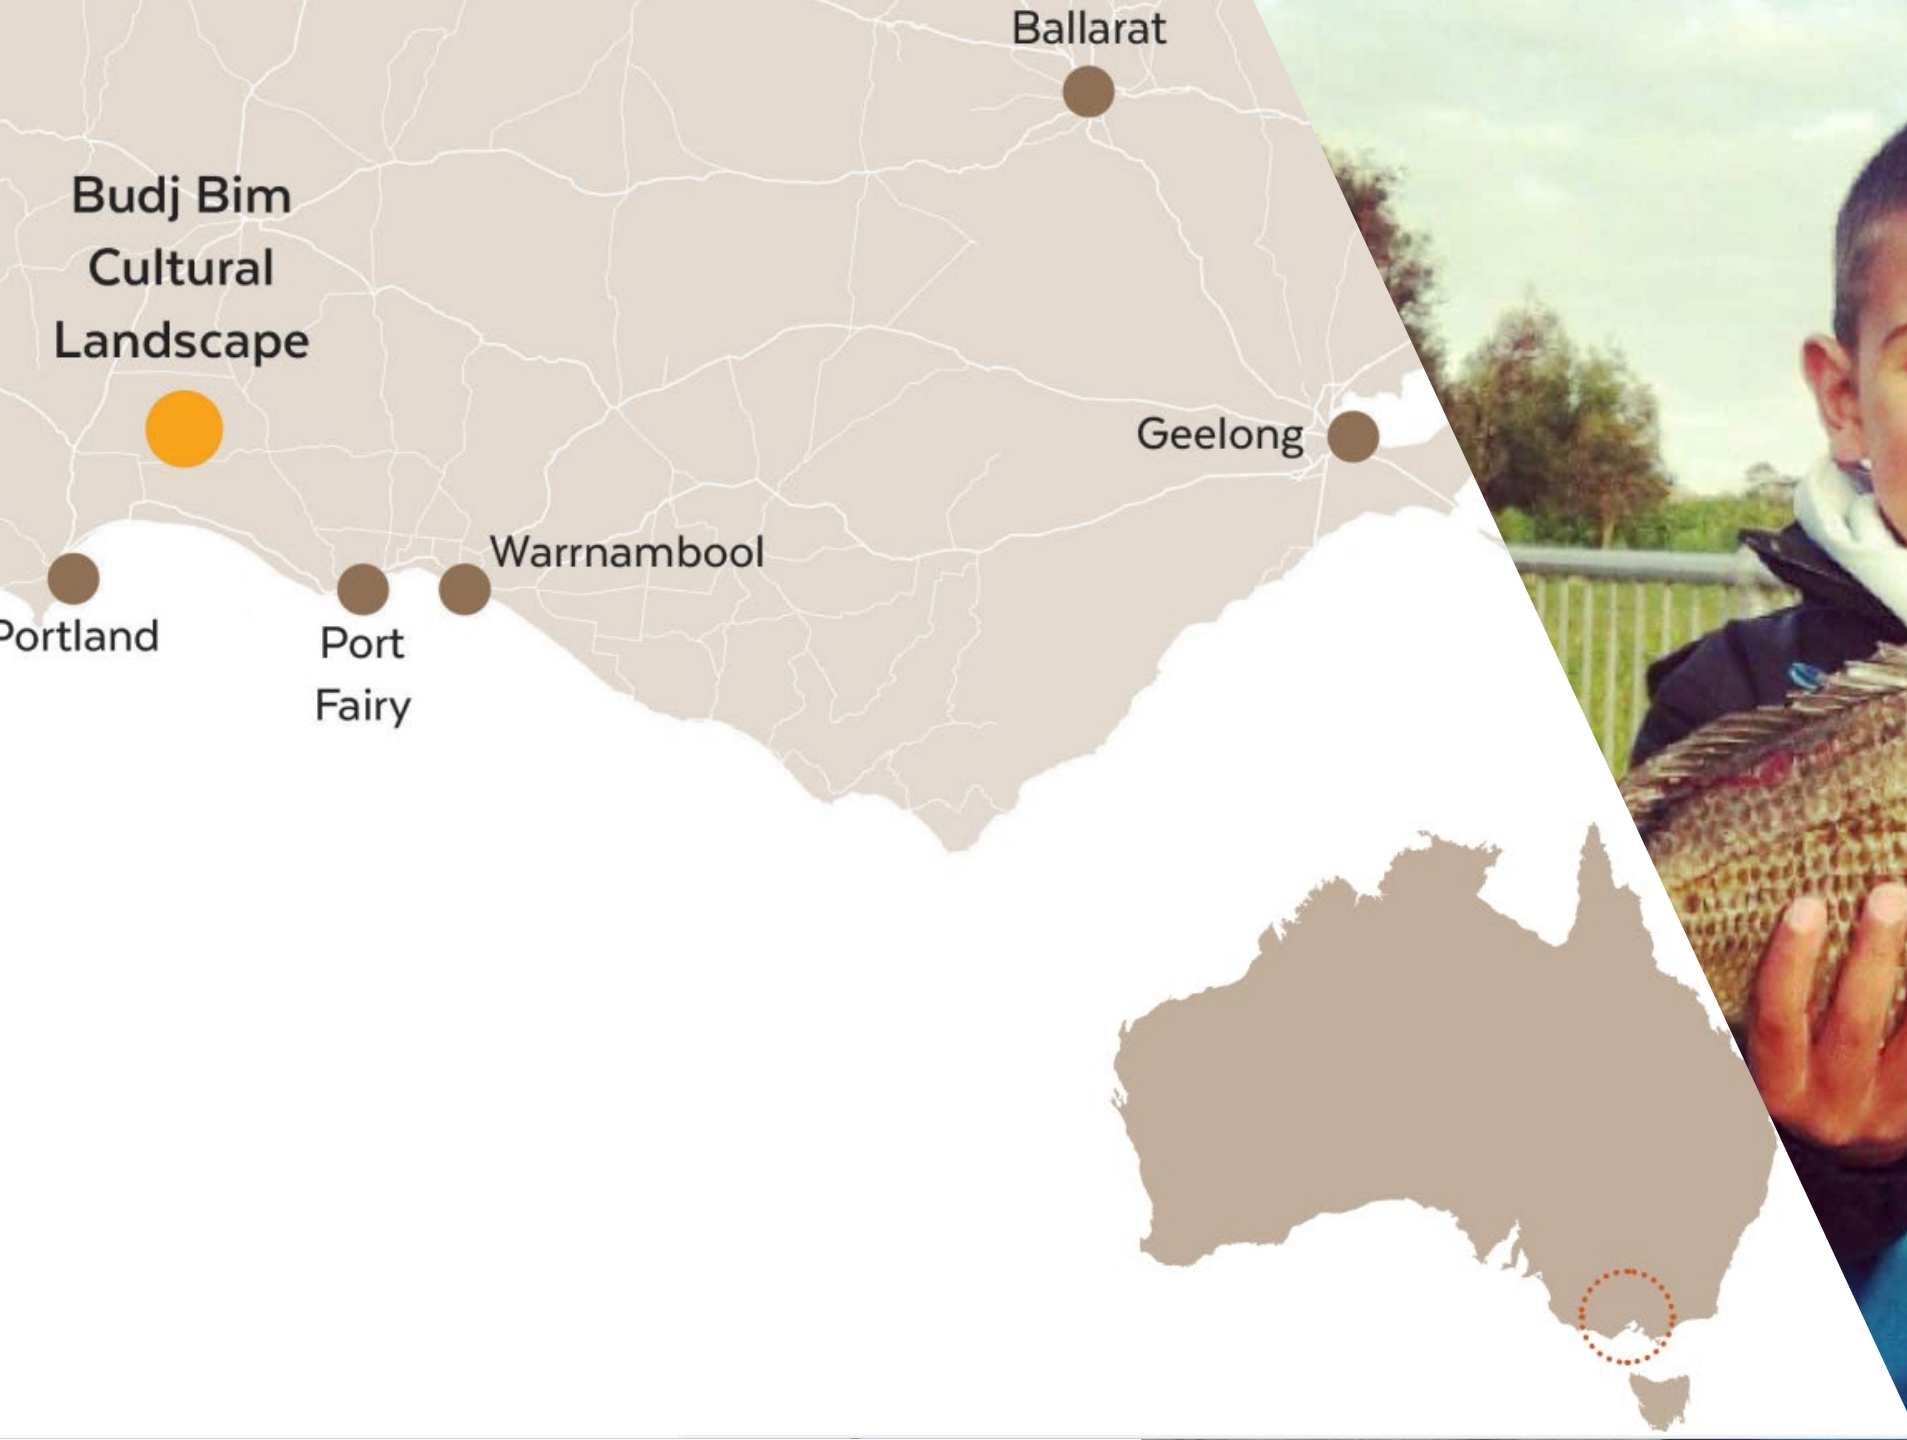 Ballarat
Budj Bim
Cultural
Landscape
Geelong
Warrnambool
Portland
Port
Fairy